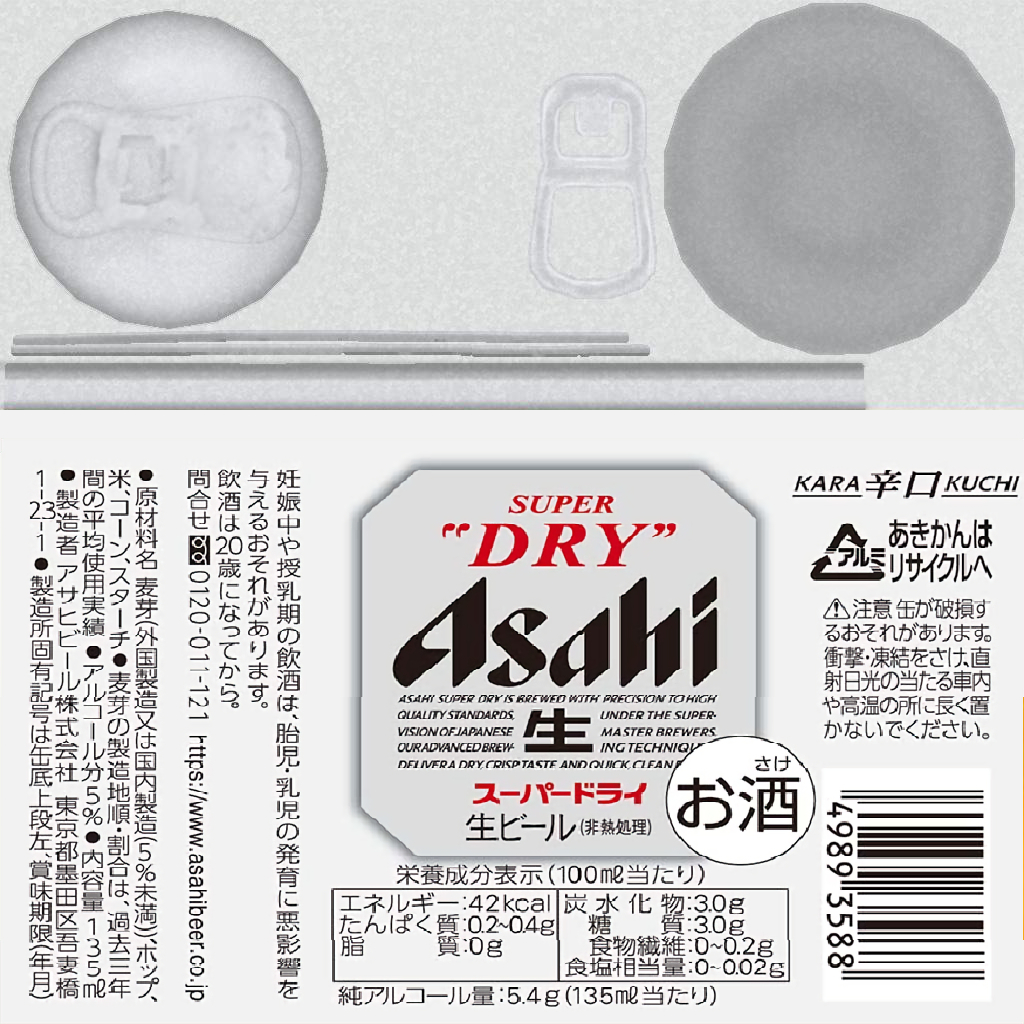 SUPER
"DRY"
Asahi
ASAHI SUPER DRY IS BREWED WITH PRECISION TO HIGH
QUALITY STANDARDS, UNDER THE SUPER-
VISION OF JAPANESE MASTER BREWERS.
OUR ADVANCED BREW- ING TECHNIQU
生
DELIVER A DRY, CRISP TASTE AND QUICK, CLEAN
スーパードライ
生ビール(非熱処理)
さけ
お酒
栄養成分表示(100㎖当たり)
エネルギー:42kcal
たんぱく質:0.2~0.4g
脂質:0g
炭水化物:3.0g
糖質:3.0g
食物繊維:0~0.2g
食塩相当量:0~0.02g
純アルコール量:5.4g(135㎖当たり)
KARA 辛口 KUCHI
アルミ
あきかんは
リサイクルへ
⚠注意 缶が破損す
るおそれがあります。
衝撃・凍結をさけ、直
射日光の当たる車内
や高温の所に長く置
かないでください。
4989 3588
妊娠中や授乳期の飲酒は、胎児・乳児の発育に悪影響を
与えるおそれがあります。
飲酒は20歳になってから。
問合せ 0120-011-121 https://www.asahibeer.co.jp
●原材料名 麦芽(外国製造又は国内製造(5%未満))、ホップ、
米、コーン、スターチ●麦芽の製造地順・割合は、過去三年
間の平均使用実績 ●アルコール分5% ●内容量 135㎖
●製造者 アサヒビール株式会社 東京都墨田区吾妻橋
1-23-1 ●製造所固有記号は缶底上段左、賞味期限(年月)